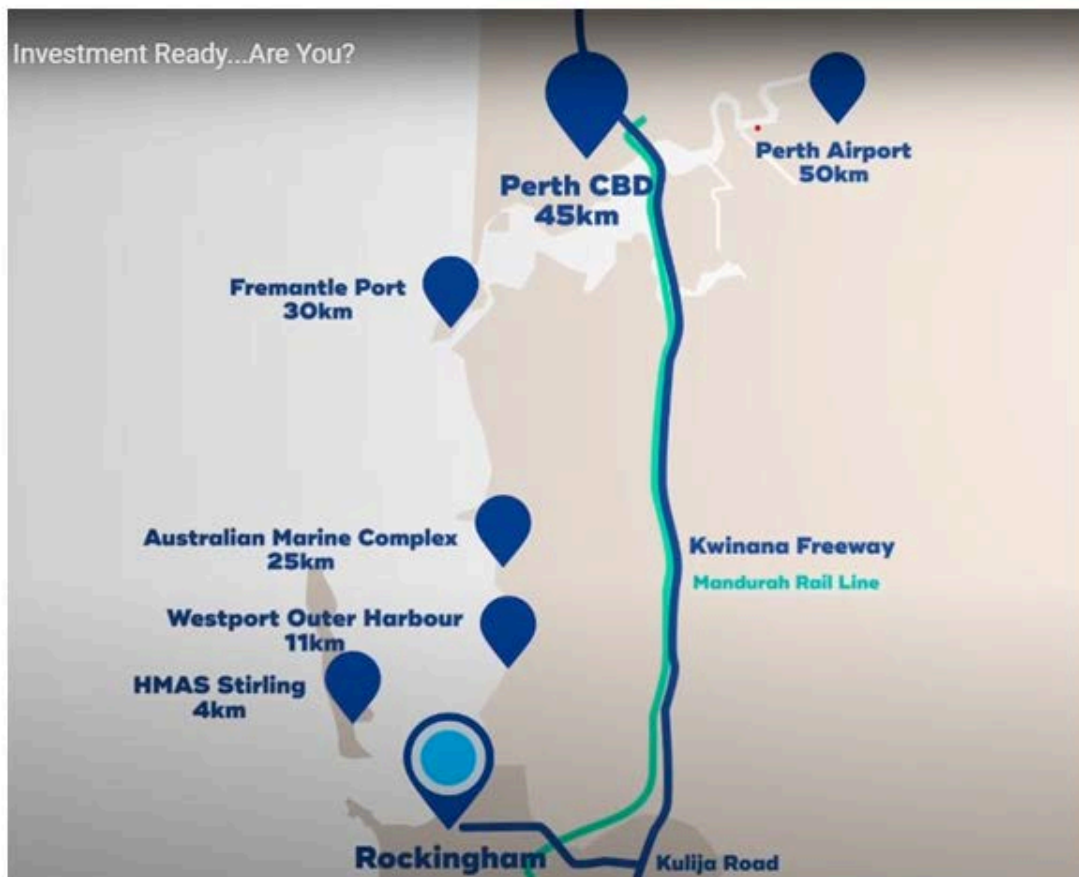 Investment Ready...Are You?
Perth Airport
50km
Perth CBD
45km
Fremantle Port
30km
Australian Marine Complex
25km
Kwinana Freeway
Mandurah Rail Line
Westport Outer Harbour
11km
HMAS Stirling
4km
Rockingham
Kulija Road